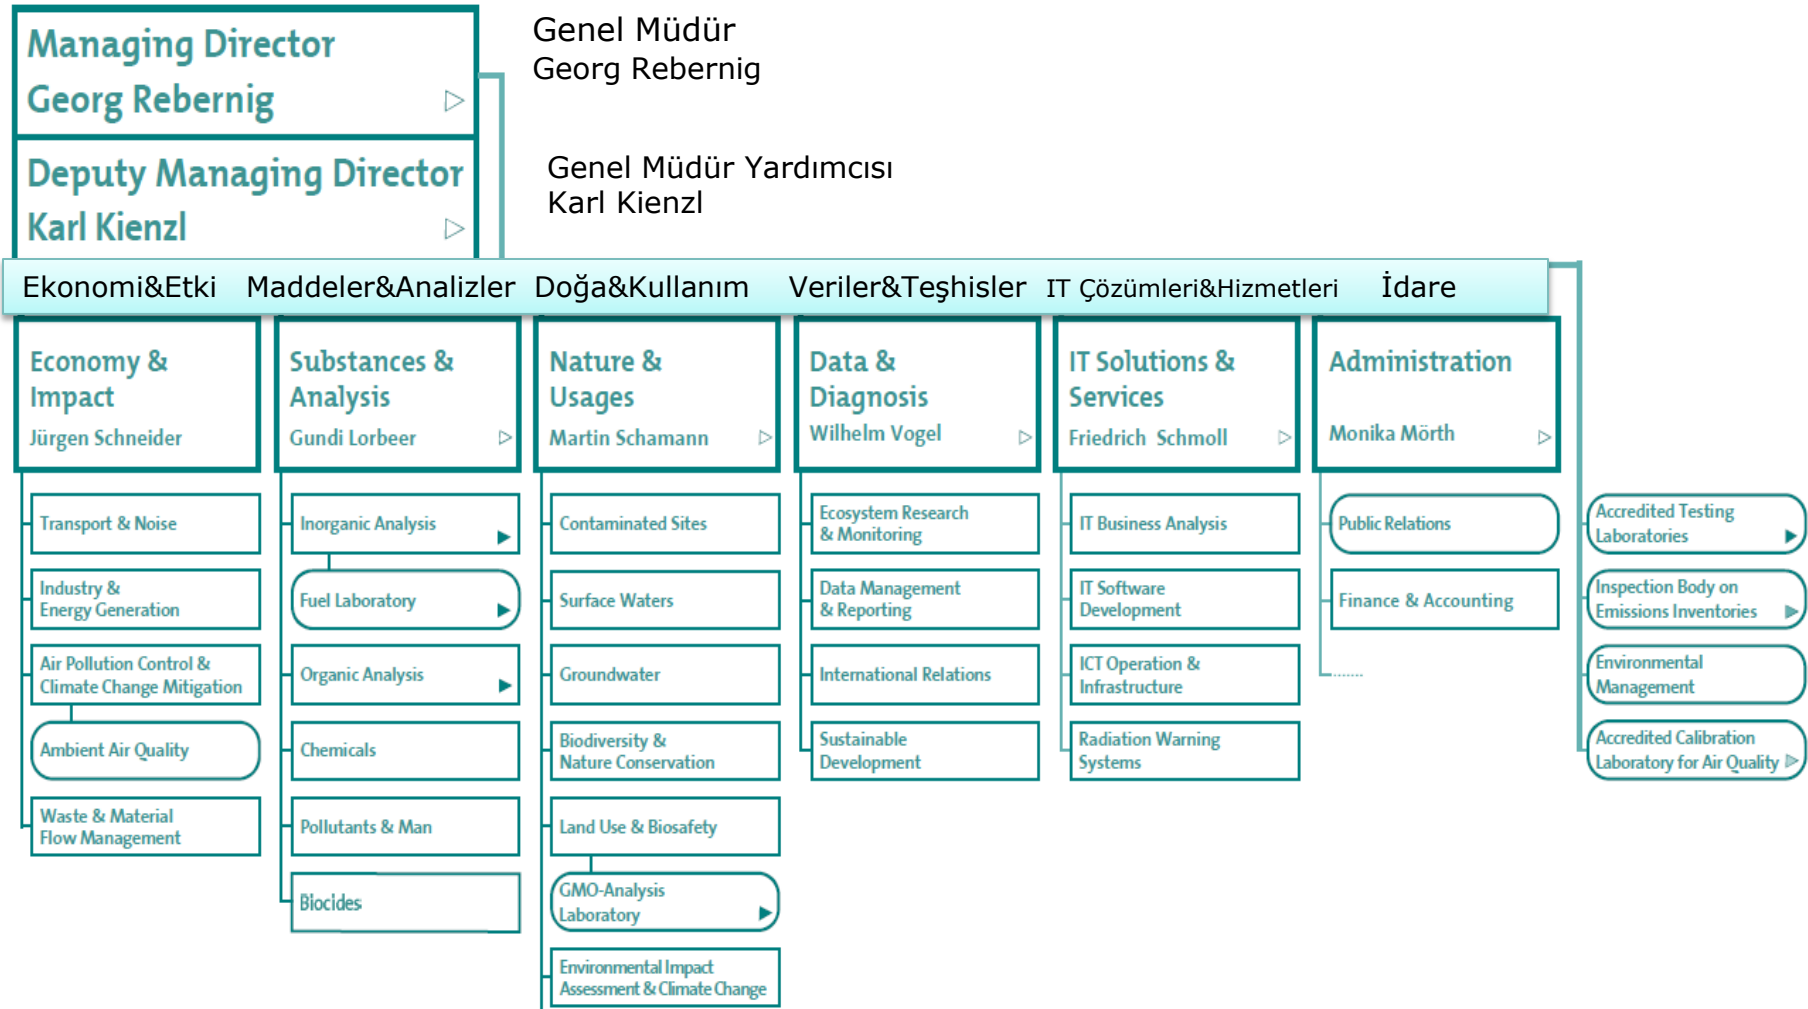 Managing Director
Georg Rebernig
Genel Müdür
Georg Rebernig
Deputy Managing Director
Karl Kienzl
Genel Müdür Yardımcısı
Karl Kienzl
Ekonomi&Etki Maddeler&Analizler Doğa&Kullanım Veriler&Teşhisler IT Çözümleri&Hizmetleri İdare
Economy &
Impact
Jürgen Schneider
Transport & Noise
Industry &
Energy Generation
Air Pollution Control &
Climate Change Mitigation
Ambient Air Quality
Waste & Material
Flow Management
Substances &
Analysis
Gundi Lorbeer
Inorganic Analysis
Fuel Laboratory
Organic Analysis
Chemicals
Pollutants & Man
Biocides
Nature &
Usages
Martin Schamann
Contaminated Sites
Surface Waters
Groundwater
Biodiversity &
Nature Conservation
Land Use & Biosafety
GMO-Analysis
Laboratory
Environmental Impact
Assessment & Climate Change
Data &
Diagnosis
Wilhelm Vogel
Ecosystem Research
& Monitoring
Data Management
& Reporting
International Relations
Sustainable
Development
IT Solutions &
Services
Friedrich Schmoll
IT Business Analysis
IT Software
Development
ICT Operation &
Infrastructure
Radiation Warning
Systems
Administration
Monika Mörth
Public Relations
Finance & Accounting
Accredited Testing
Laboratories
Inspection Body on
Emissions Inventories
Environmental
Management
Accredited Calibration
Laboratory for Air Quality